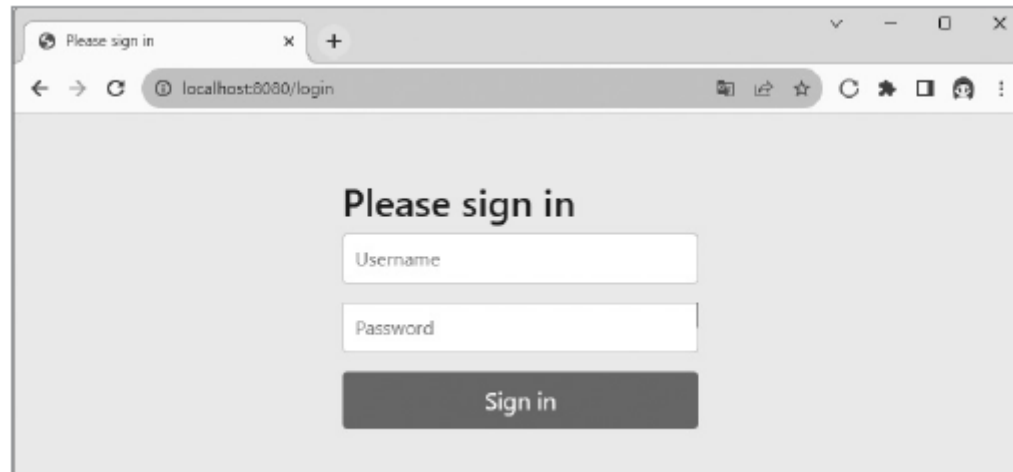 Please sign in
localhost:8080/login
Please sign in
Username
Password
Sign in